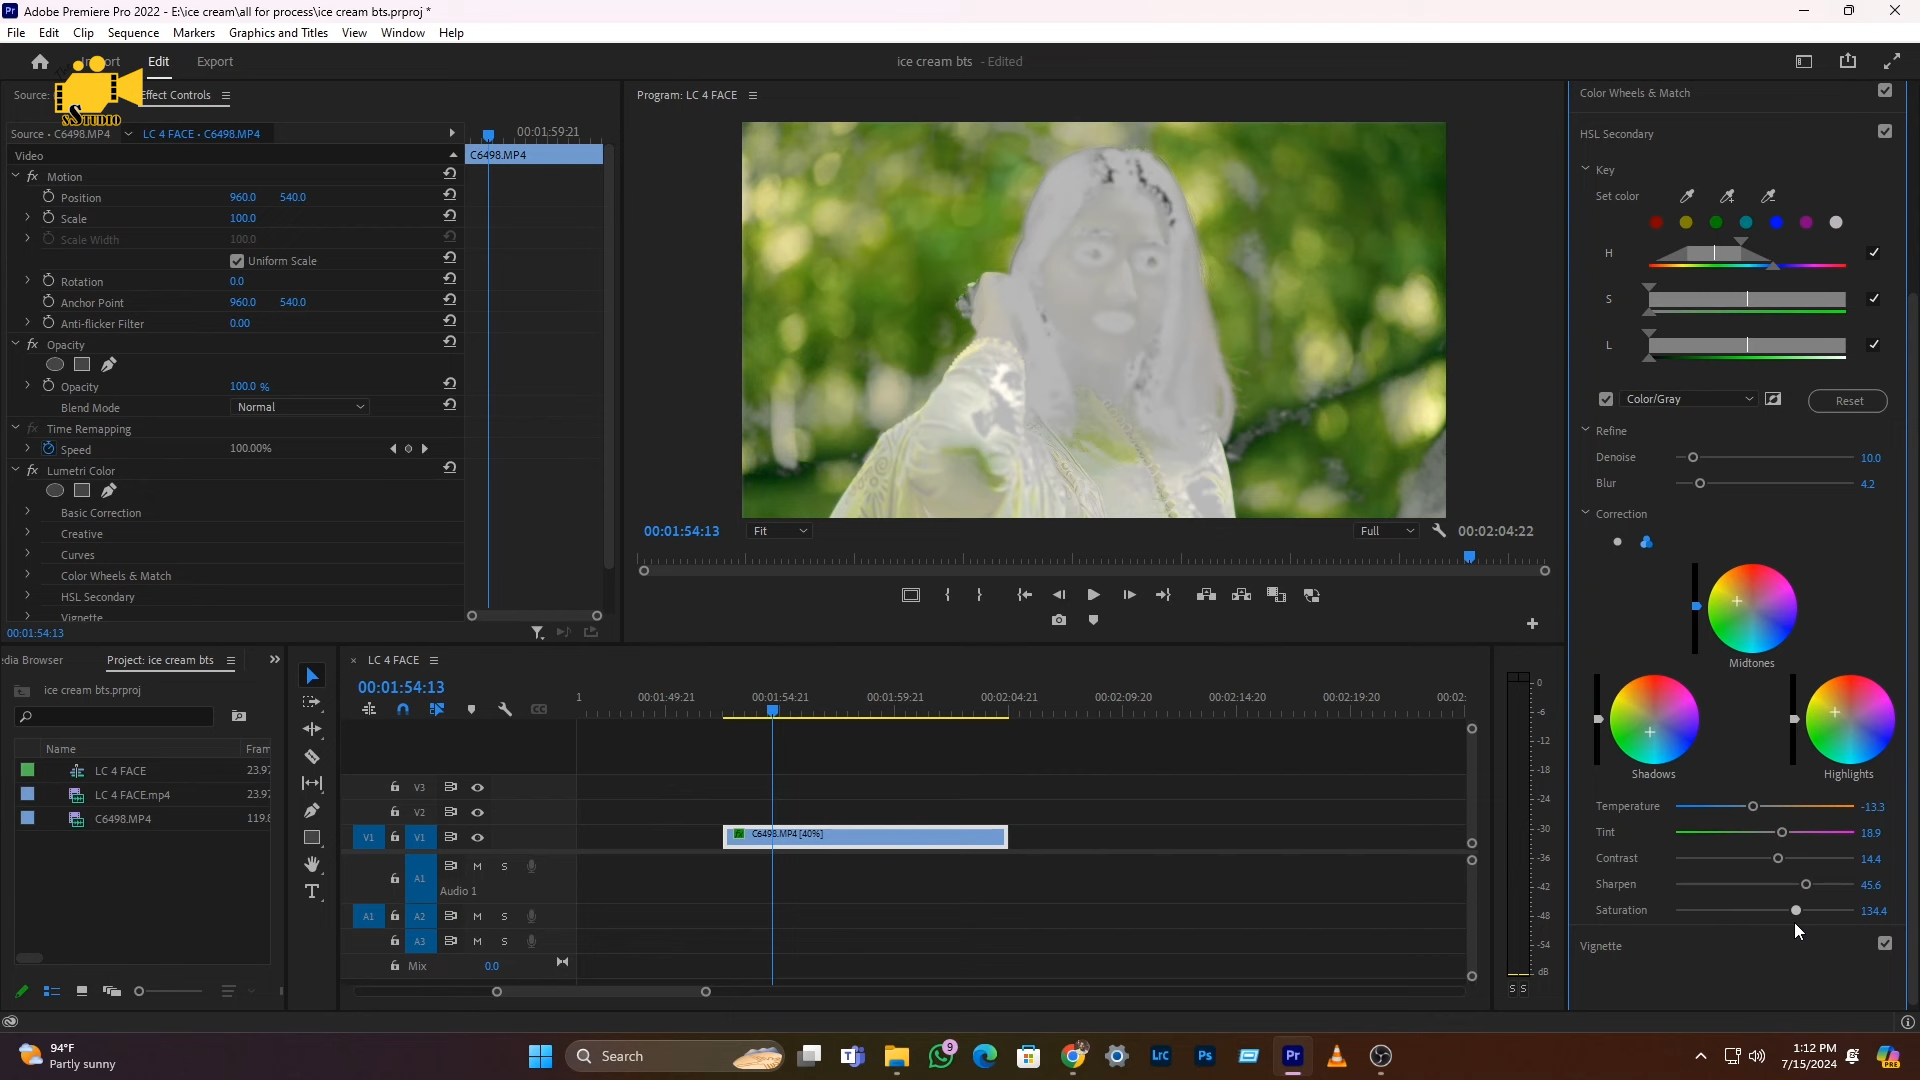 Pr Adobe Premiere Pro 2022 - E:\ice cream\all for process\ice cream bts.prproj *
File Edit Clip Sequence Markers Graphics and Titles View Window Help
Edit Export
ice cream bts - Edited
SSTUDIO
Source: Effect Controls
Source • C6498.MP4 LC 4 FACE • C6498.MP4
00:01:59:21
Video
C6498.MP4
fx Motion
Position 960.0 540.0
Scale 100.0
Scale Width 100.0
Uniform Scale
Rotation 0.0
Anchor Point 960.0 540.0
Anti-flicker Filter 0.00
fx Opacity
Opacity 100.0 %
Blend Mode Normal
fx Time Remapping
Speed 100.00%
fx Lumetri Color
Basic Correction
Creative
Curves
Color Wheels & Match
HSL Secondary
Vignette
00:01:54:13
Program: LC 4 FACE
00:01:54:13 Fit Full 00:02:04:22
Color Wheels & Match
HSL Secondary
Key
Set color
H
S
L
Color/Gray Reset
Refine
Denoise 10.0
Blur 4.2
Correction
Midtones
Shadows Highlights
Temperature -13.3
Tint 18.9
Contrast 14.4
Sharpen 45.6
Saturation 134.4
Vignette
dia Browser Project: ice cream bts
ice cream bts.prproj
Name Fram
LC 4 FACE 23.97
LC 4 FACE.mp4 23.97
C6498.MP4 119.8
× LC 4 FACE
00:01:54:13
1 00:01:49:21 00:01:54:21 00:01:59:21 00:02:04:21 00:02:09:20 00:02:14:20 00:02:19:20 00:02:
V3
V2
V1 V1
fx C6498.MP4 [40%]
A1 M S
Audio 1
A1 A2 M S
A3 M S
Mix 0.0
0
-6
-12
-18
-24
-30
-36
-42
-48
-54
dB
S S
94°F
Partly sunny
Search
9
LrC Ps Pr
1:12 PM
7/15/2024
PRE